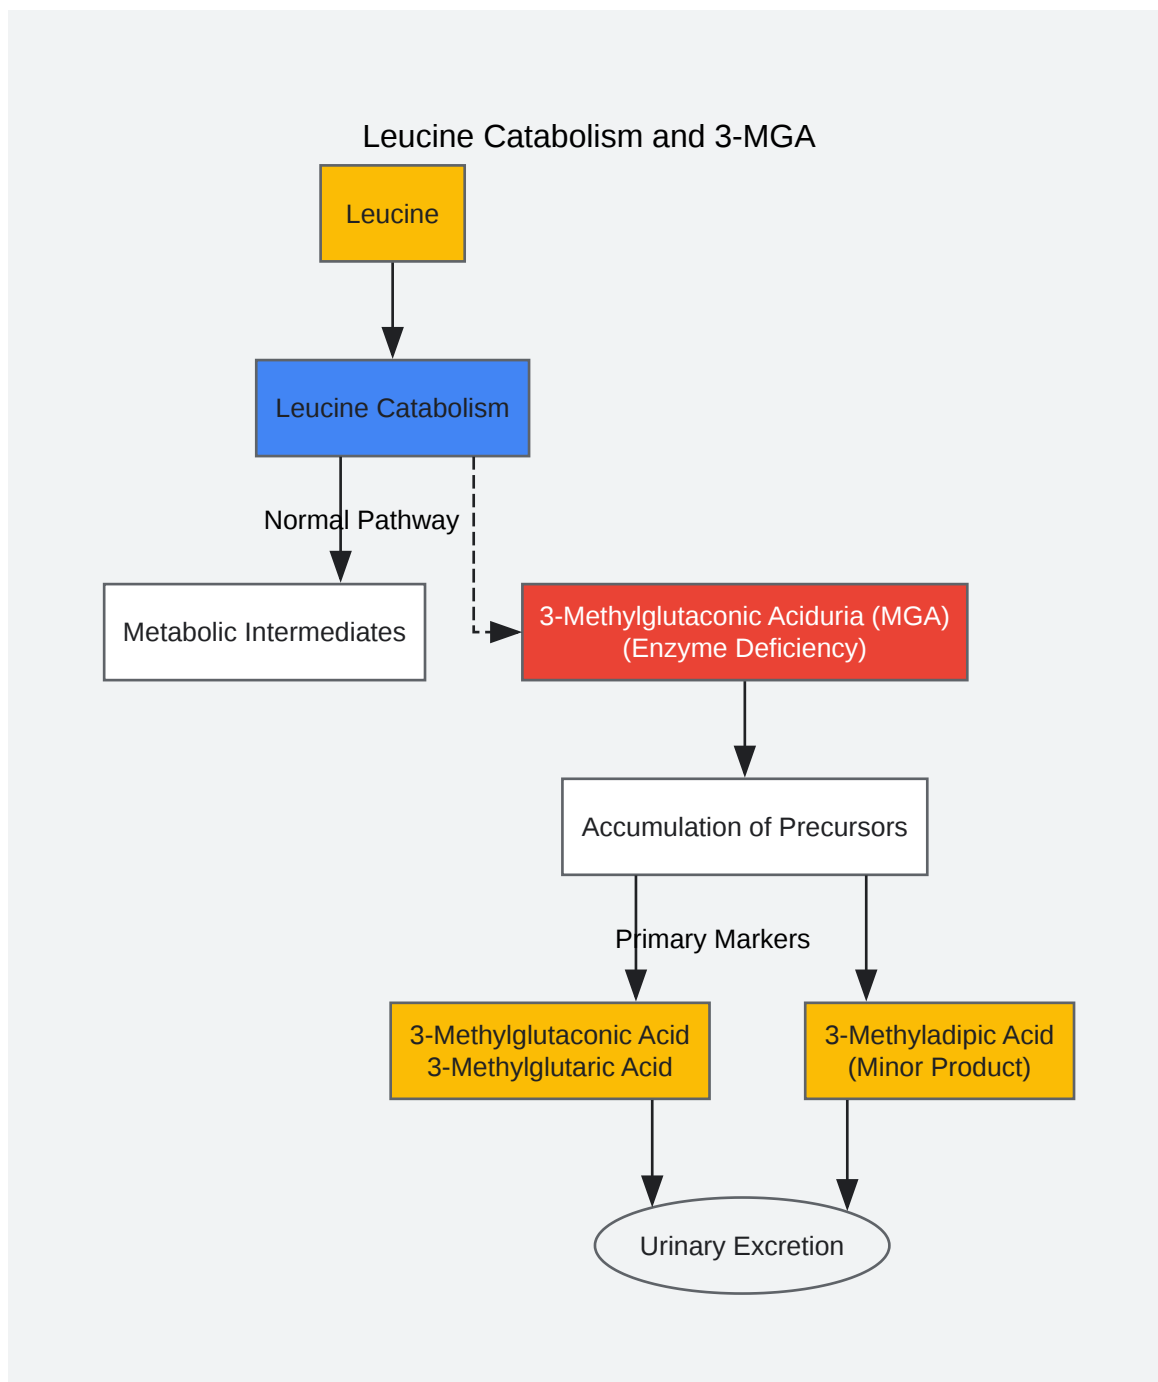 Leucine Catabolism and 3-MGA
Leucine
Leucine Catabolism
Normal Pathway
Metabolic Intermediates
3-Methylglutaconic Aciduria (MGA)
(Enzyme Deficiency)
Accumulation of Precursors
Primary Markers
3-Methylglutaconic Acid
3-Methylglutaric Acid
3-Methyladipic Acid
(Minor Product)
Urinary Excretion